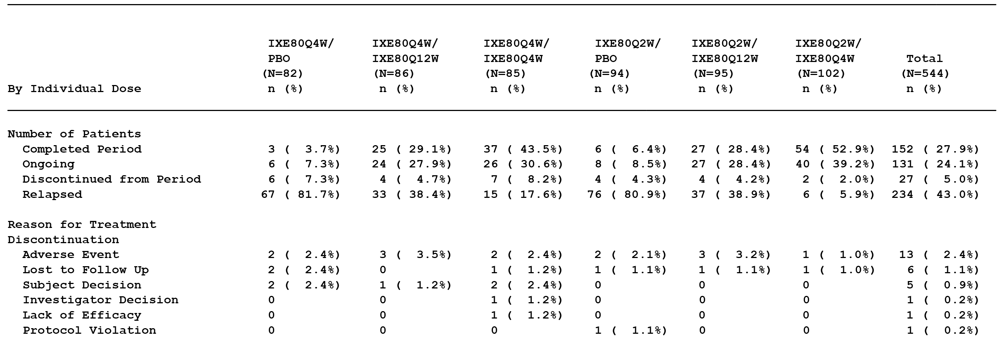 IXE80Q4W/ IXE80Q4W/ IXE80Q4W/ IXE80Q2W/ IXE80Q2W/ IXE80Q2W/
PBO IXE80Q12W IXE80Q4W PBO IXE80Q12W IXE80Q4W Total
(N=82) (N=86) (N=85) (N=94) (N=95) (N=102) (N=544)
By Individual Dose n (%) n (%) n (%) n (%) n (%) n (%) n (%)
Number of Patients
Completed Period 3 ( 3.7%) 25 ( 29.1%) 37 ( 43.5%) 6 ( 6.4%) 27 ( 28.4%) 54 ( 52.9%) 152 ( 27.9%)
Ongoing 6 ( 7.3%) 24 ( 27.9%) 26 ( 30.6%) 8 ( 8.5%) 27 ( 28.4%) 40 ( 39.2%) 131 ( 24.1%)
Discontinued from Period 6 ( 7.3%) 4 ( 4.7%) 7 ( 8.2%) 4 ( 4.3%) 4 ( 4.2%) 2 ( 2.0%) 27 ( 5.0%)
Relapsed 67 ( 81.7%) 33 ( 38.4%) 15 ( 17.6%) 76 ( 80.9%) 37 ( 38.9%) 6 ( 5.9%) 234 ( 43.0%)
Reason for Treatment
Discontinuation
Adverse Event 2 ( 2.4%) 3 ( 3.5%) 2 ( 2.4%) 2 ( 2.1%) 3 ( 3.2%) 1 ( 1.0%) 13 ( 2.4%)
Lost to Follow Up 2 ( 2.4%) 0 1 ( 1.2%) 1 ( 1.1%) 1 ( 1.1%) 1 ( 1.0%) 6 ( 1.1%)
Subject Decision 2 ( 2.4%) 1 ( 1.2%) 2 ( 2.4%) 0 0 0 5 ( 0.9%)
Investigator Decision 0 0 1 ( 1.2%) 0 0 0 1 ( 0.2%)
Lack of Efficacy 0 0 1 ( 1.2%) 0 0 0 1 ( 0.2%)
Protocol Violation 0 0 0 1 ( 1.1%) 0 0 1 ( 0.2%)